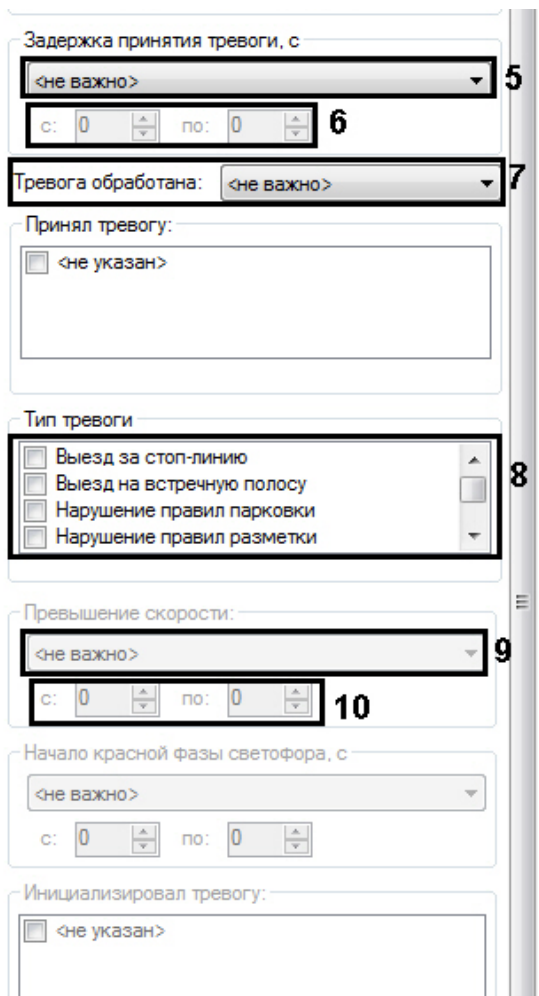 Задержка принятия тревоги, с
<не важно> 5
с: 0 по: 0 6
Тревога обработана: <не важно> 7
Принял тревогу:
<не указан>
Тип тревоги
Выезд за стоп-линию
Выезд на встречную полосу
8
Нарушение правил парковки
Нарушение правил разметки
Превышение скорости:
<не важно> 9
с: 0 по: 0 10
Начало красной фазы светофора, с
<не важно>
с: 0 по: 0
Инициализировал тревогу:
<не указан>